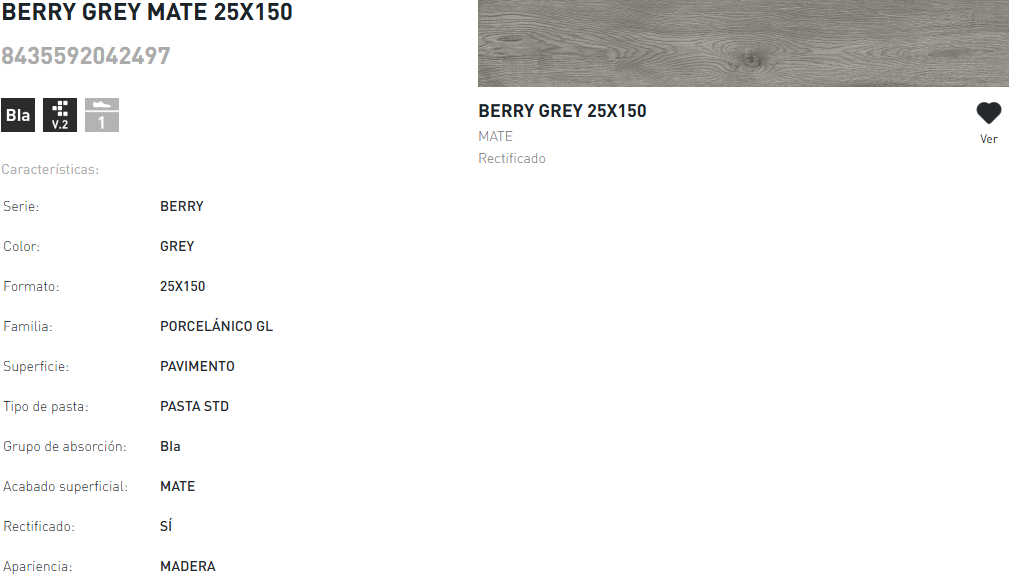 BERRY GREY MATE 25X150
8435592042497
BIa
V.2
1
Características:
Serie: BERRY
Color: GREY
Formato: 25X150
Familia: PORCELÁNICO GL
Superficie: PAVIMENTO
Tipo de pasta: PASTA STD
Grupo de absorción: BIa
Acabado superficial: MATE
Rectificado: SÍ
Apariencia: MADERA
BERRY GREY 25X150
MATE
Rectificado
Ver